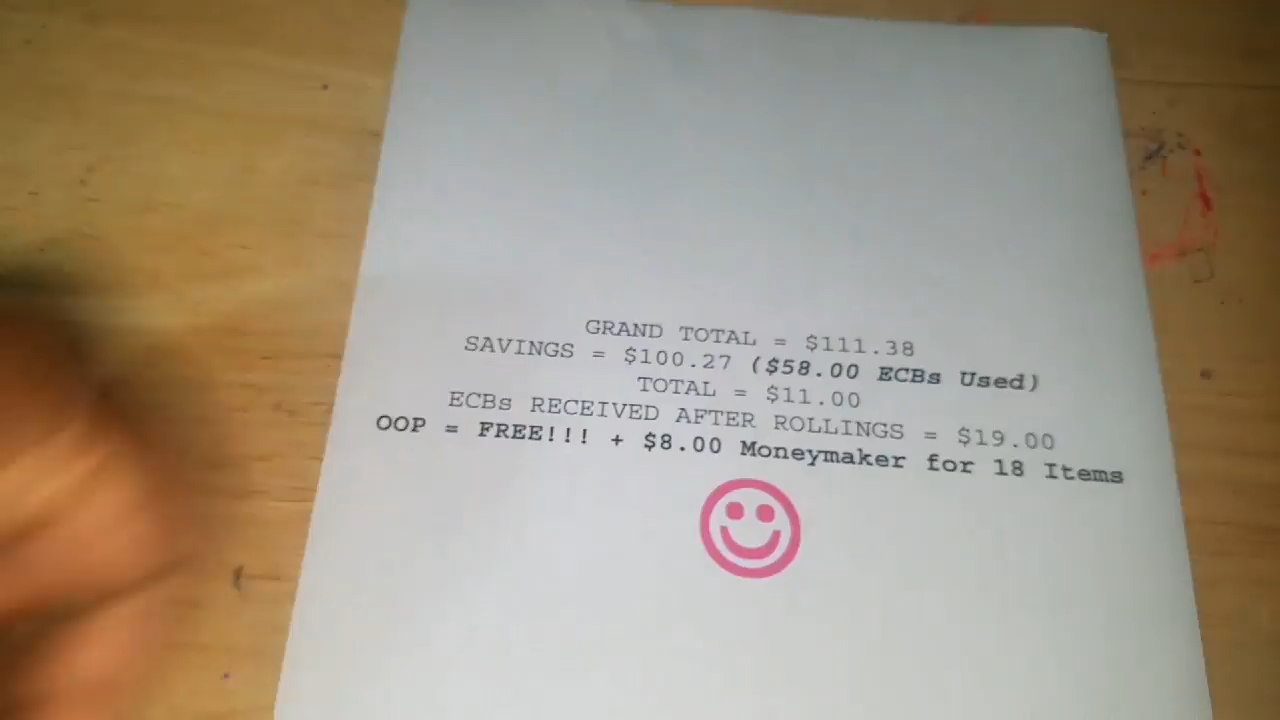 GRAND TOTAL = $111.38
SAVINGS = $100.27 ($58.00 ECBs Used)
TOTAL = $11.00
ECBs RECEIVED AFTER ROLLINGS = $19.00
OOP = FREE!!! + $8.00 Moneymaker for 18 Items